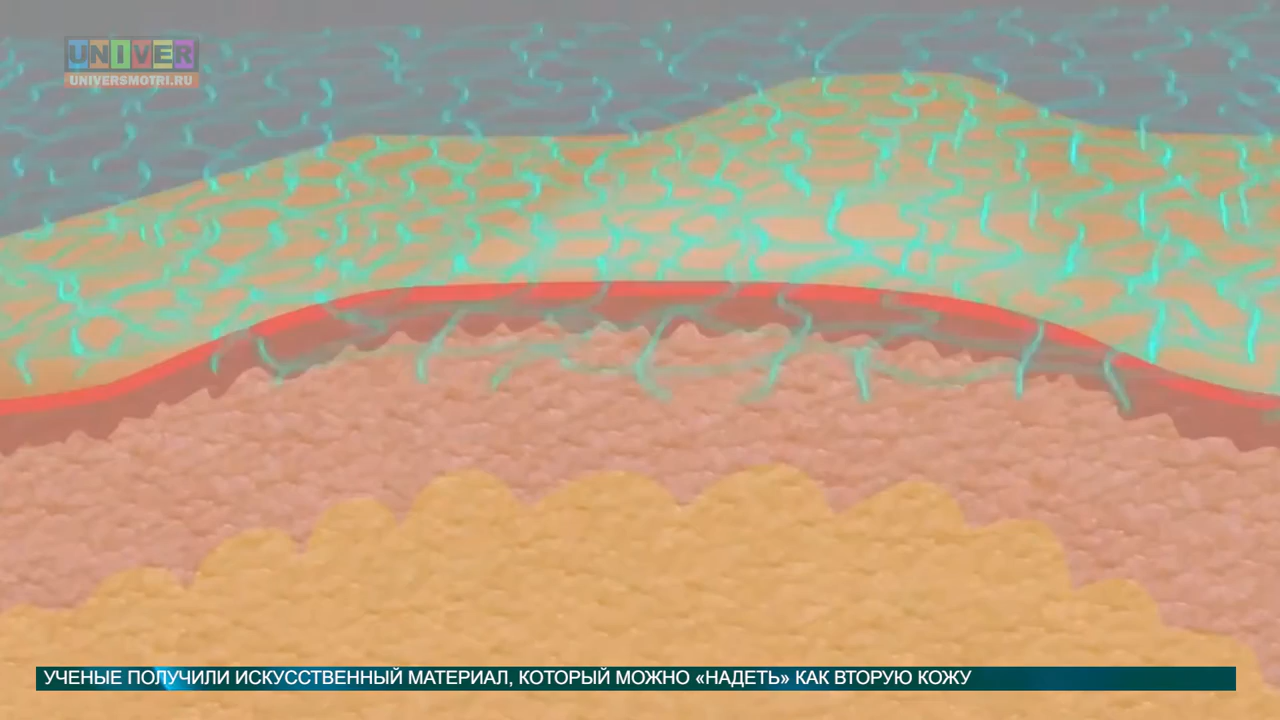 UNIVER
UNIVERSMOTRI.RU
УЧЕНЫЕ ПОЛУЧИЛИ ИСКУССТВЕННЫЙ МАТЕРИАЛ, КОТОРЫЙ МОЖНО «НАДЕТЬ» КАК ВТОРУЮ КОЖУ